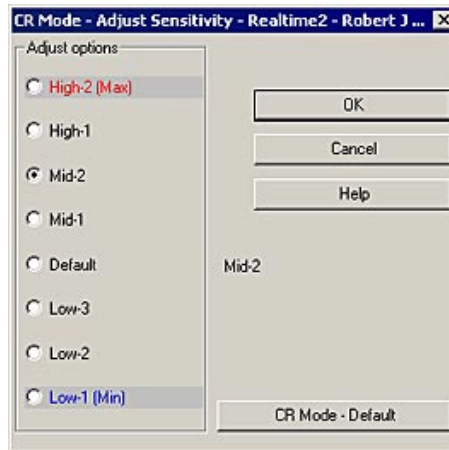 CR Mode - Adjust Sensitivity - Realtime2 - Robert J ...
Adjust options
High-2 (Max)
High-1
Mid-2
Mid-1
Default
Low-3
Low-2
Low-1 (Min)
OK
Cancel
Help
Mid-2
CR Mode - Default